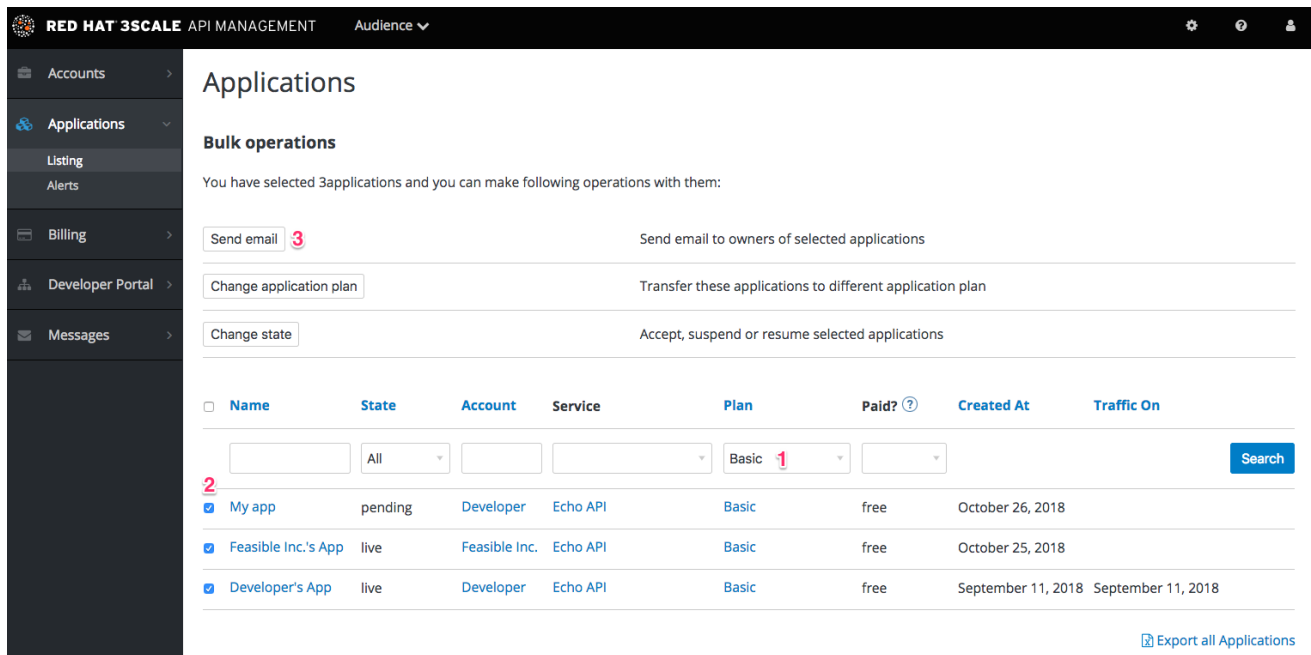 RED HAT 3SCALE API MANAGEMENT Audience
Accounts
Applications
Listing
Alerts
Billing
Developer Portal
Messages
Applications
Bulk operations
You have selected 3applications and you can make following operations with them:
Send email 3 Send email to owners of selected applications
Change application plan Transfer these applications to different application plan
Change state Accept, suspend or resume selected applications
Name State Account Service Plan Paid? ? Created At Traffic On
All Basic 1 Search
2
My app pending Developer Echo API Basic free October 26, 2018
Feasible Inc.'s App live Feasible Inc. Echo API Basic free October 25, 2018
Developer's App live Developer Echo API Basic free September 11, 2018 September 11, 2018
Export all Applications